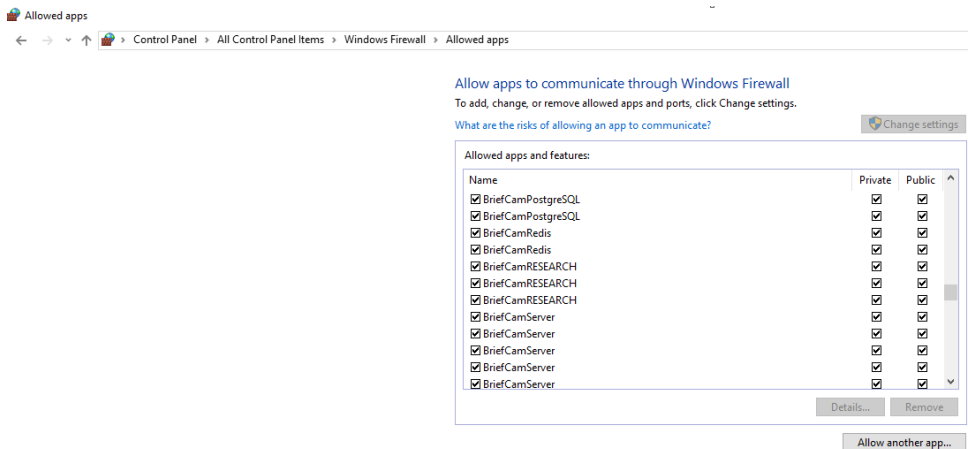 Allowed apps
Control Panel > All Control Panel Items > Windows Firewall > Allowed apps
Allow apps to communicate through Windows Firewall
To add, change, or remove allowed apps and ports, click Change settings.
What are the risks of allowing an app to communicate? Change settings
Allowed apps and features:
Name Private Public
BriefCamPostgreSQL
BriefCamPostgreSQL
BriefCamRedis
BriefCamRedis
BriefCamRESEARCH
BriefCamRESEARCH
BriefCamRESEARCH
BriefCamServer
BriefCamServer
BriefCamServer
BriefCamServer
BriefCamServer
Details... Remove
Allow another app...